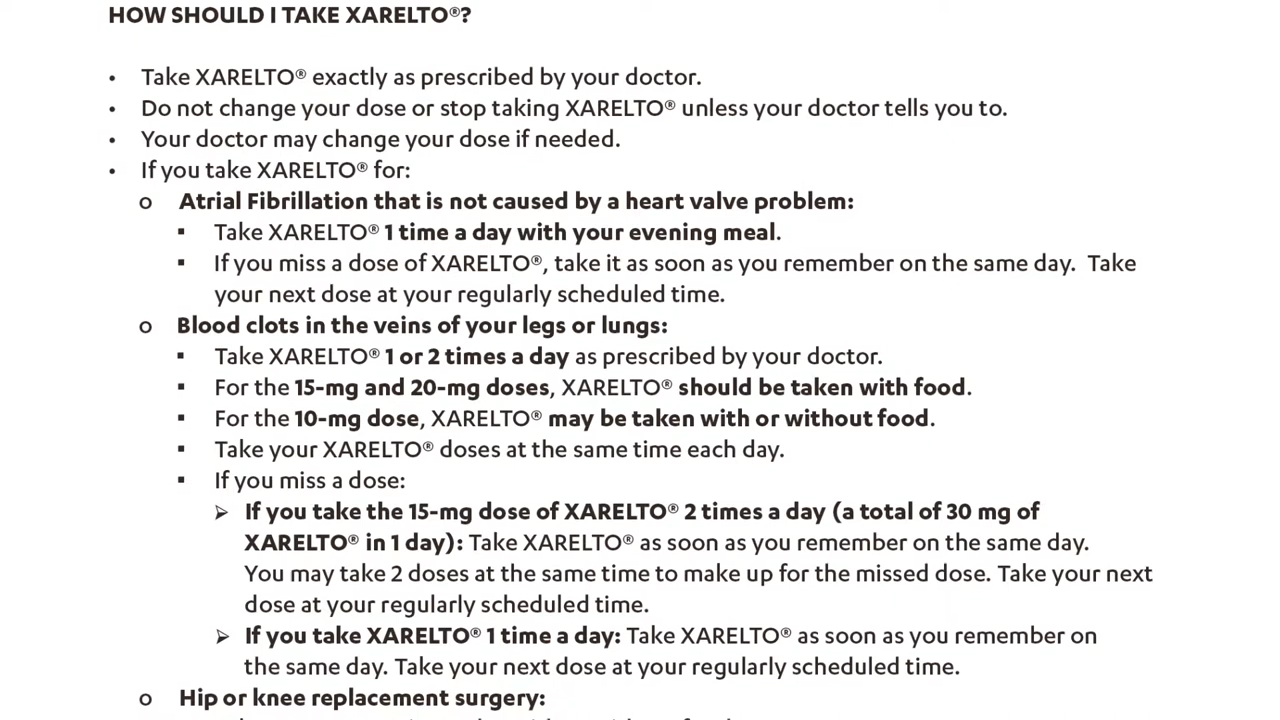 HOW SHOULD I TAKE XARELTO®?
• Take XARELTO® exactly as prescribed by your doctor.
• Do not change your dose or stop taking XARELTO® unless your doctor tells you to.
• Your doctor may change your dose if needed.
• If you take XARELTO® for:
o Atrial Fibrillation that is not caused by a heart valve problem:
▪ Take XARELTO® 1 time a day with your evening meal.
▪ If you miss a dose of XARELTO®, take it as soon as you remember on the same day. Take
your next dose at your regularly scheduled time.
o Blood clots in the veins of your legs or lungs:
▪ Take XARELTO® 1 or 2 times a day as prescribed by your doctor.
▪ For the 15-mg and 20-mg doses, XARELTO® should be taken with food.
▪ For the 10-mg dose, XARELTO® may be taken with or without food.
▪ Take your XARELTO® doses at the same time each day.
▪ If you miss a dose:
➢ If you take the 15-mg dose of XARELTO® 2 times a day (a total of 30 mg of
XARELTO® in 1 day): Take XARELTO® as soon as you remember on the same day.
You may take 2 doses at the same time to make up for the missed dose. Take your next
dose at your regularly scheduled time.
➢ If you take XARELTO® 1 time a day: Take XARELTO® as soon as you remember on
the same day. Take your next dose at your regularly scheduled time.
o Hip or knee replacement surgery: